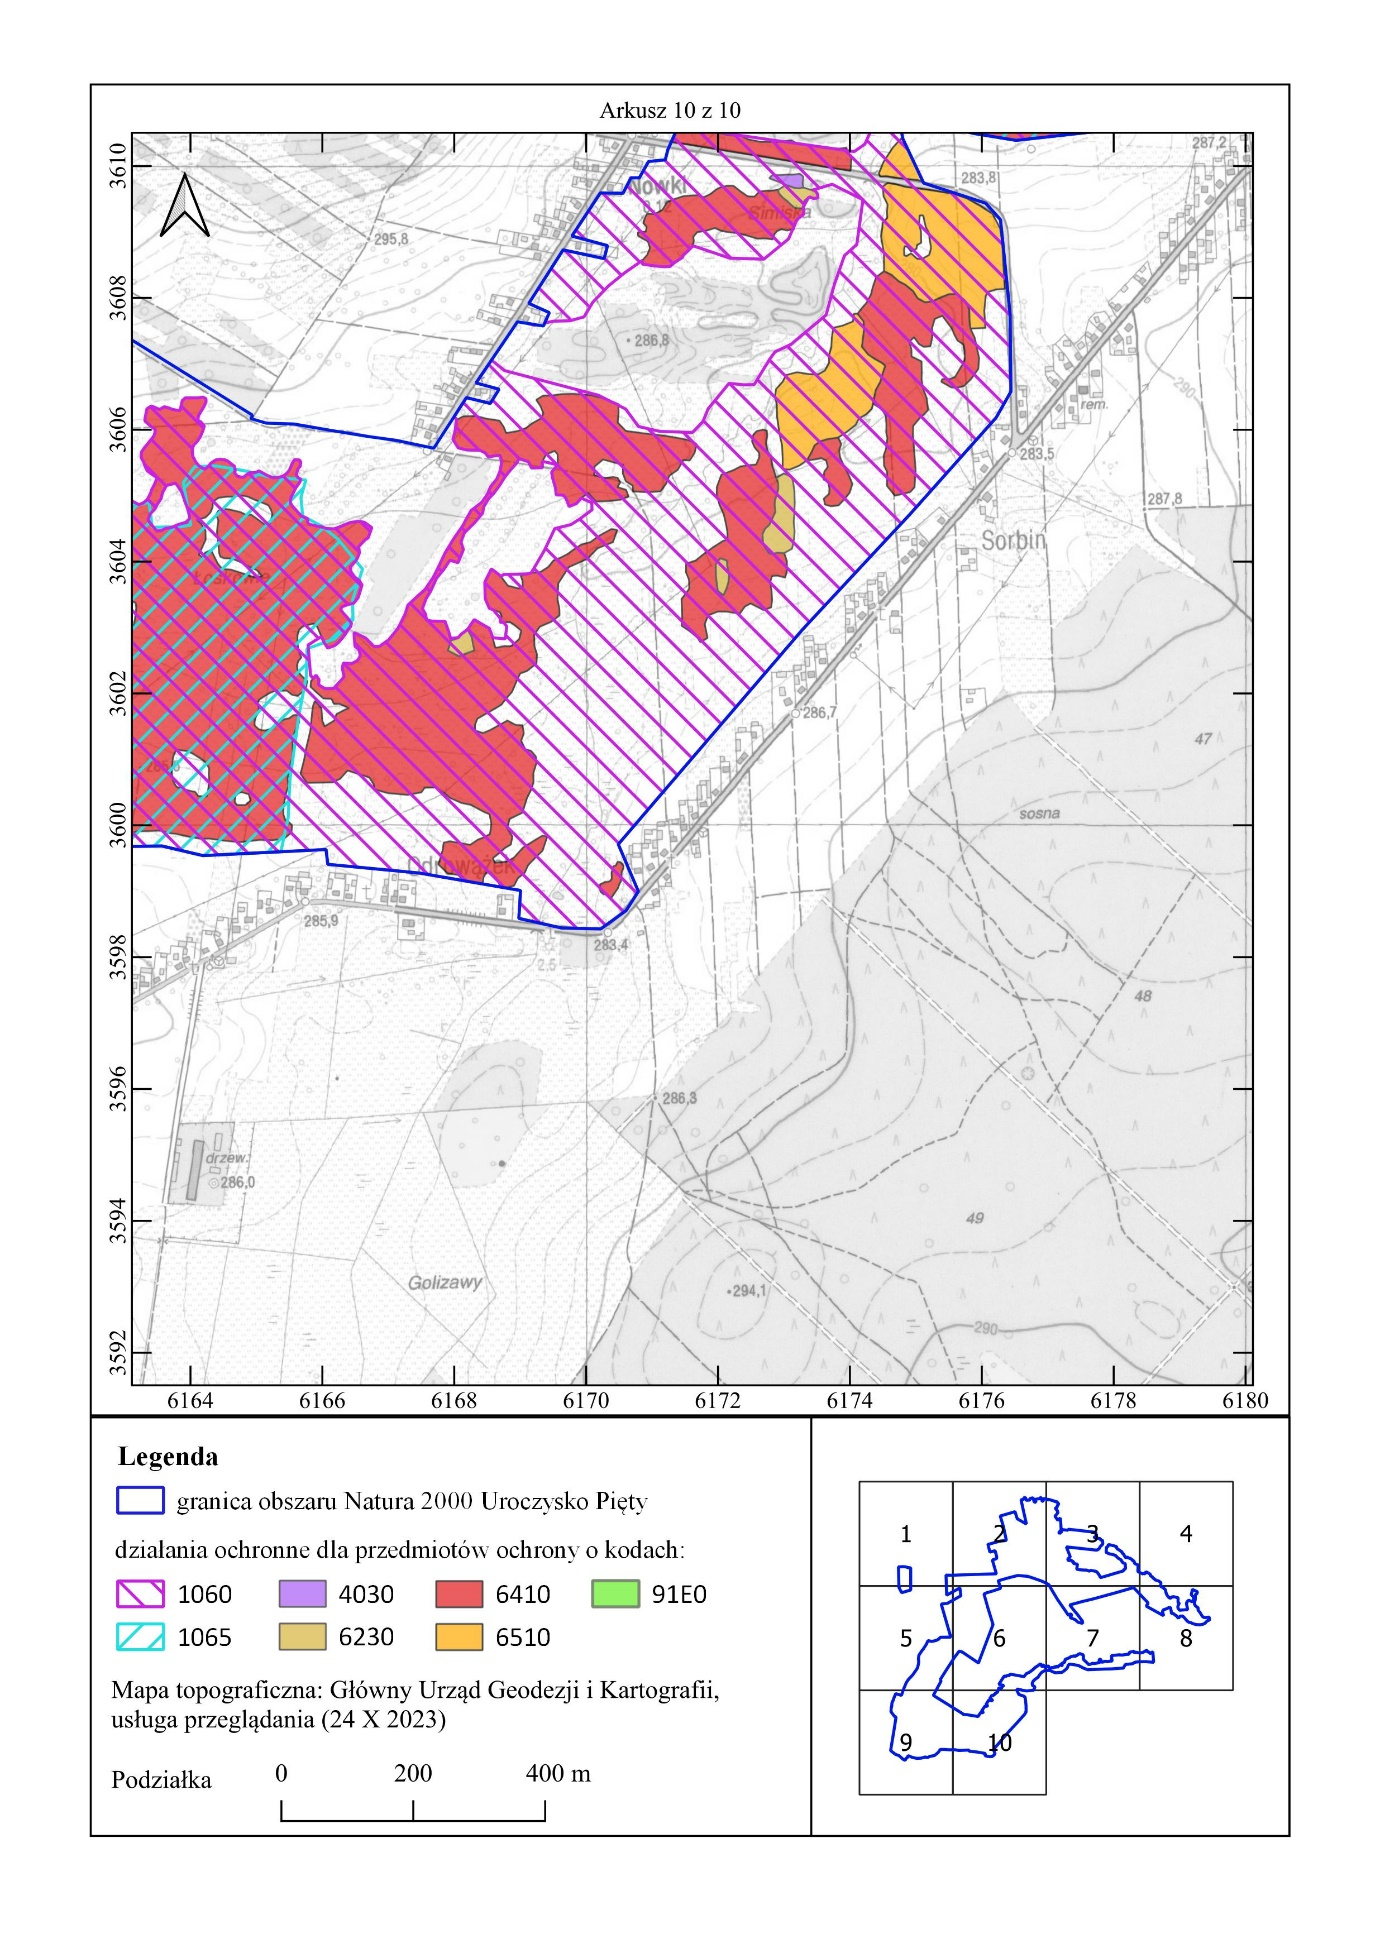 Arkusz 10 z 10
3610
3608
3606
3604
3602
3600
3598
3596
3594
3592
287,2
Nowki
283,8
Simiska
295,8
286,8
290
rem.
283,5
287,8
Sorbin
286,7
47
sosna
Odrowążek
285,9
283,4
2,5
48
286,3
drzew.
286,0
49
Golizawy
294,1
290
6164 6166 6168 6170 6172 6174 6176 6178 6180
Legenda
granica obszaru Natura 2000 Uroczysko Pięty
działania ochronne dla przedmiotów ochrony o kodach:
1060 4030 6410 91E0
1065 6230 6510
Mapa topograficzna: Główny Urząd Geodezji i Kartografii,
usługa przeglądania (24 X 2023)
Podziałka 0 200 400 m
1 2 3 4
5 6 7 8
9 10